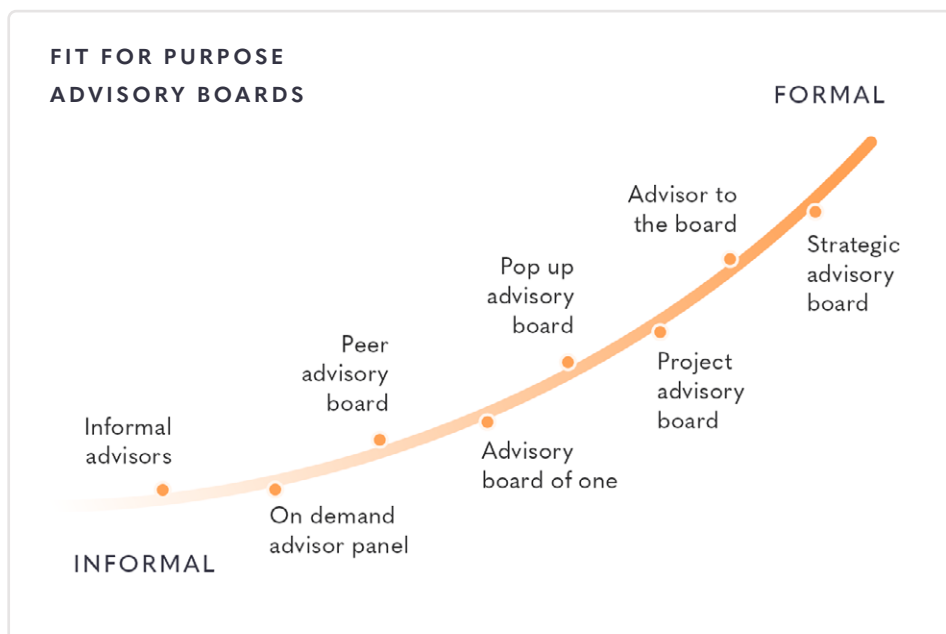 FIT FOR PURPOSE
ADVISORY BOARDS
FORMAL
Advisor to
the board
Strategic
advisory
board
Pop up
advisory
board
Project
advisory
board
Peer
advisory
board
Advisory
board of one
Informal
advisors
On demand
advisor panel
INFORMAL